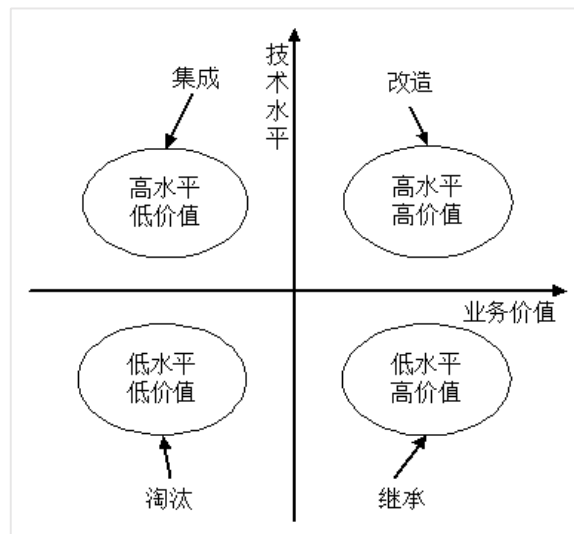 技术水平
集成
改造
高水平
低价值
高水平
高价值
业务价值
低水平
低价值
低水平
高价值
淘汰
继承